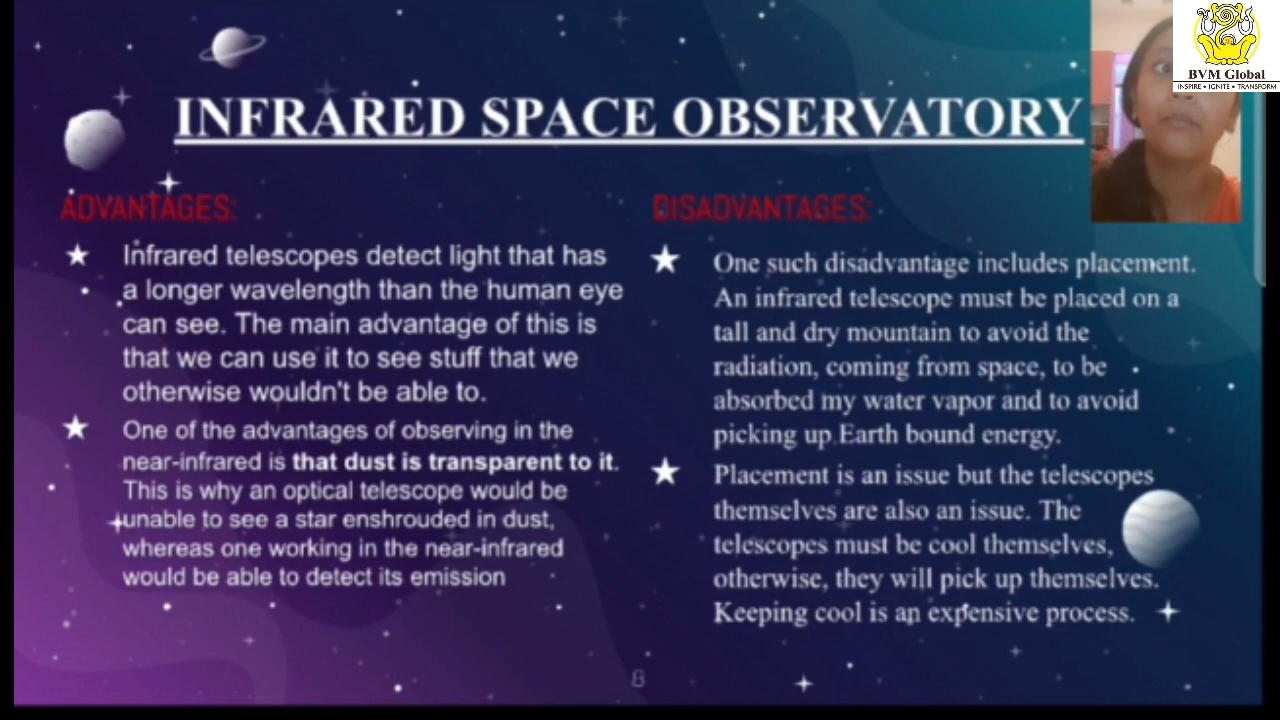 BVM Global
INSPIRE • IGNITE • TRANSFORM
INFRARED SPACE OBSERVATORY
ADVANTAGES:
Infrared telescopes detect light that has
a longer wavelength than the human eye
can see. The main advantage of this is
that we can use it to see stuff that we
otherwise wouldn't be able to.
One of the advantages of observing in the
near-infrared is that dust is transparent to it.
This is why an optical telescope would be
unable to see a star enshrouded in dust,
whereas one working in the near-infrared
would be able to detect its emission
DISADVANTAGES:
One such disadvantage includes placement.
An infrared telescope must be placed on a
tall and dry mountain to avoid the
radiation, coming from space, to be
absorbed my water vapor and to avoid
picking up Earth bound energy.
Placement is an issue but the telescopes
themselves are also an issue. The
telescopes must be cool themselves,
otherwise, they will pick up themselves.
Keeping cool is an expensive process.
8